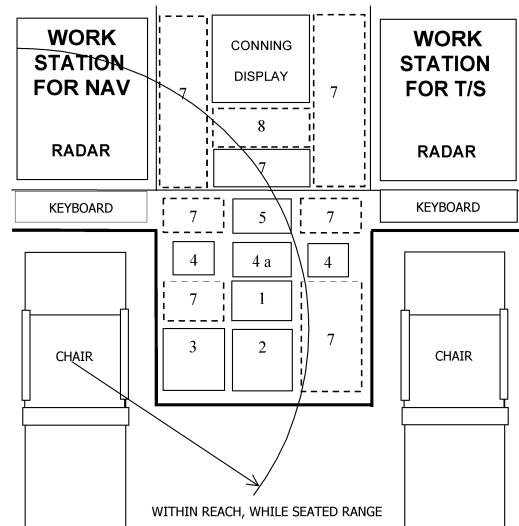 WORK
STATION
FOR NAV
RADAR
7
CONNING
DISPLAY
8
7
7
WORK
STATION
FOR T/S
RADAR
KEYBOARD
KEYBOARD
7
5
7
4
4 a
4
7
1
7
3
2
CHAIR
CHAIR
WITHIN REACH, WHILE SEATED RANGE